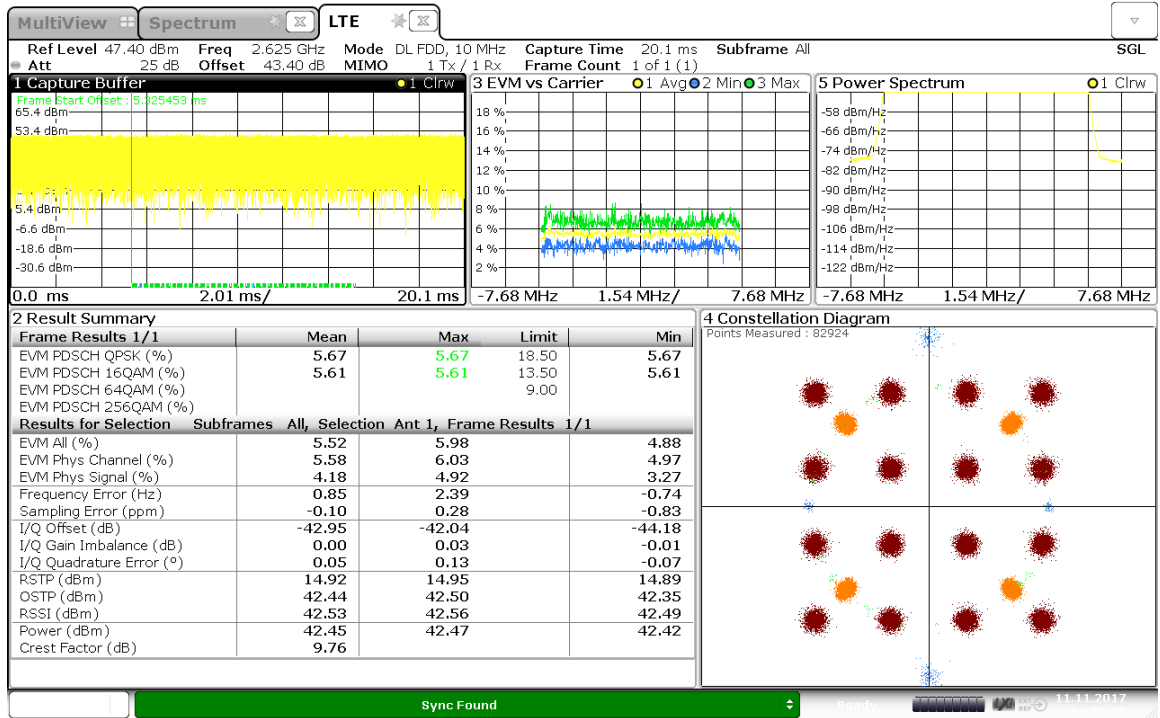 MultiView Spectrum LTE
Ref Level 47.40 dBm Freq 2.625 GHz Mode DL FDD, 10 MHz Capture Time 20.1 ms Subframe All SGL
Att 25 dB Offset 43.40 dB MIMO 1 Tx / 1 Rx Frame Count 1 of 1 (1)
1 Capture Buffer 1 Clrw
Frame Start Offset : 5.325453 ms
65.4 dBm
53.4 dBm
5.4 dBm
-6.6 dBm
-18.6 dBm
-30.6 dBm
0.0 ms 2.01 ms/ 20.1 ms
3 EVM vs Carrier 1 Avg 2 Min 3 Max
18 %
16 %
14 %
12 %
10 %
8 %
6 %
4 %
2 %
-7.68 MHz 1.54 MHz/ 7.68 MHz
5 Power Spectrum 1 Clrw
-58 dBm/Hz
-66 dBm/Hz
-74 dBm/Hz
-82 dBm/Hz
-90 dBm/Hz
-98 dBm/Hz
-106 dBm/Hz
-114 dBm/Hz
-122 dBm/Hz
-7.68 MHz 1.54 MHz/ 7.68 MHz
2 Result Summary
Frame Results 1/1 Mean Max Limit Min
EVM PDSCH QPSK (%) 5.67 5.67 18.50 5.67
EVM PDSCH 16QAM (%) 5.61 5.61 13.50 5.61
EVM PDSCH 64QAM (%) 9.00
EVM PDSCH 256QAM (%)
Results for Selection Subframes All, Selection Ant 1, Frame Results 1/1
EVM All (%) 5.52 5.98 4.88
EVM Phys Channel (%) 5.58 6.03 4.97
EVM Phys Signal (%) 4.18 4.92 3.27
Frequency Error (Hz) 0.85 2.39 -0.74
Sampling Error (ppm) -0.10 0.28 -0.83
I/Q Offset (dB) -42.95 -42.04 -44.18
I/Q Gain Imbalance (dB) 0.00 0.03 -0.01
I/Q Quadrature Error (°) 0.05 0.13 -0.07
RSTP (dBm) 14.92 14.95 14.89
OSTP (dBm) 42.44 42.50 42.35
RSSI (dBm) 42.53 42.56 42.49
Power (dBm) 42.45 42.47 42.42
Crest Factor (dB) 9.76
4 Constellation Diagram
Points Measured : 82924
Sync Found
Ready
LXI
11.11.2017